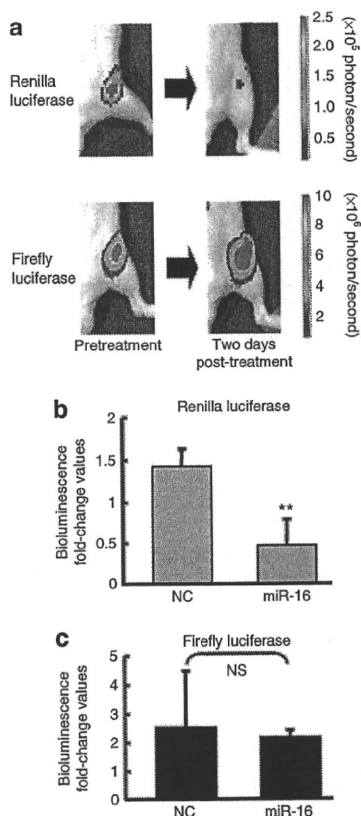 a
Renilla
luciferase
2.5
2.0
1.5
1.0
0.5
(×10⁵
photon/second)
Firefly
luciferase
10
8
6
4
2
(×10⁶
photon/second)
Pretreatment
Two days
post-treatment
b
Renilla luciferase
Bioluminescence
fold-change values
2
1.5
1
0.5
0
**
NC
miR-16
c
Firefly luciferase
NS
Bioluminescence
fold-change values
5
4
3
2
1
0
NC
miR-16